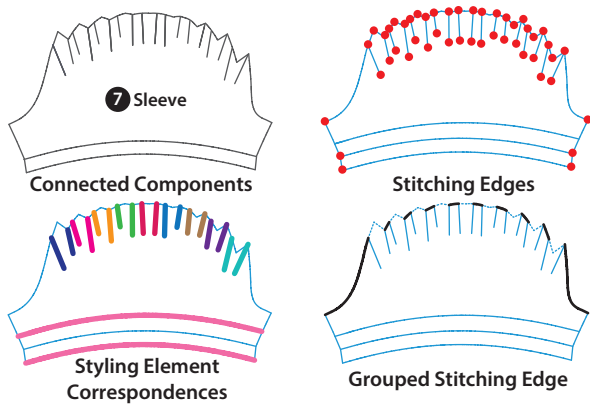 7 Sleeve
Connected Components
Stitching Edges
Styling Element
Correspondences
Grouped Stitching Edge